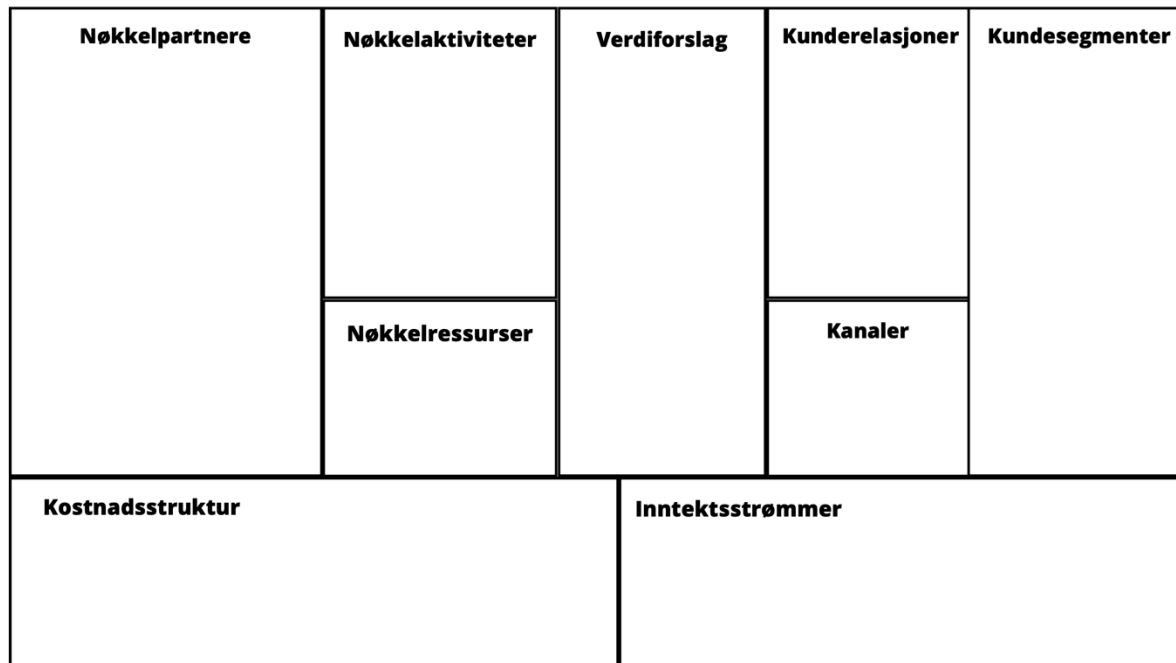 Nøkkelpartnere
Nøkkelaktiviteter
Verdiforslag
Kunderelasjoner
Kundesegmenter
Nøkkelressurser
Kanaler
Kostnadsstruktur
Inntektsstrømmer